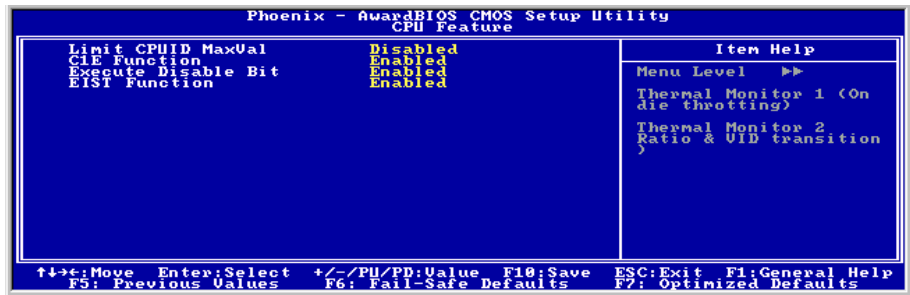 Phoenix - AwardBIOS CMOS Setup Utility
CPU Feature
Limit CPUID MaxVal Disabled
C1E Function Enabled
Execute Disable Bit Enabled
EIST Function Enabled
Item Help
Menu Level ▶▶
Thermal Monitor 1 (On
die throtting)
Thermal Monitor 2
Ratio & VID transition
)
↑↓→←:Move Enter:Select +/-/PU/PD:Value F10:Save ESC:Exit F1:General Help
F5: Previous Values F6: Fail-Safe Defaults F7: Optimized Defaults